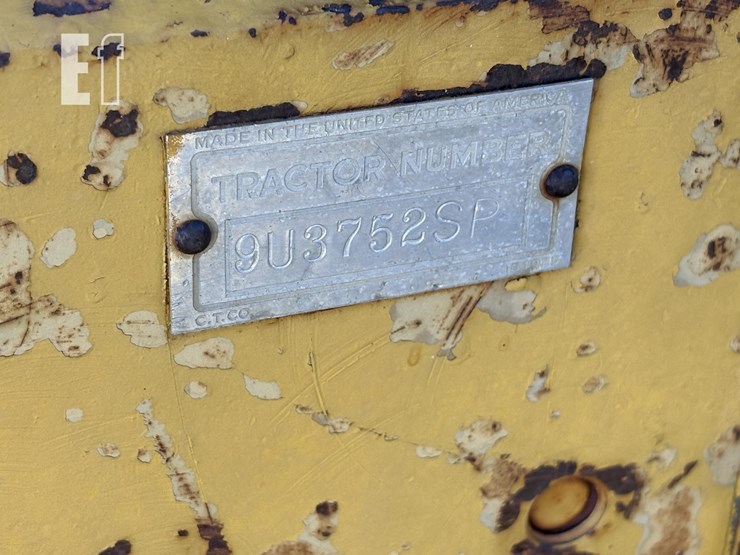 Ef
MADE IN THE UNITED STATES OF AMERICA
TRACTOR NUMBER
9U3752SP
C.T.CO.